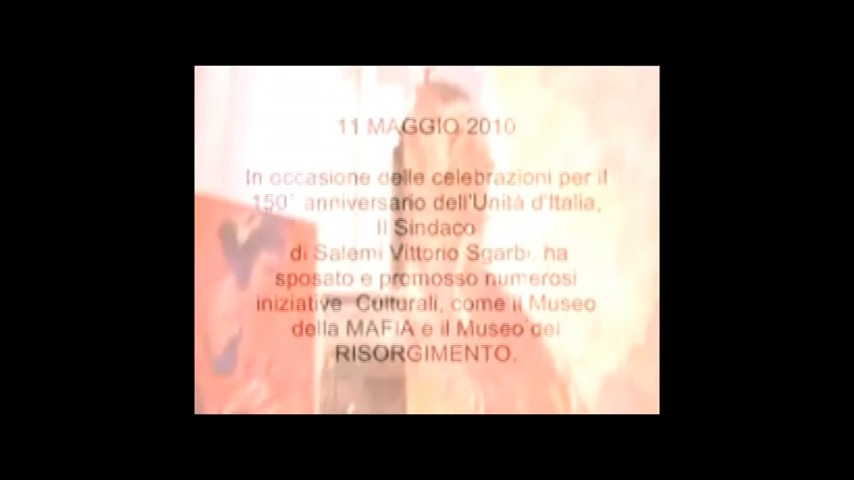 11 MAGGIO 2010
In occasione delle celebrazioni per il
150° anniversario dell'Unità d'Italia,
Il Sindaco
di Salemi Vittorio Sgarbi, ha
sposato e promosso numerosi
iniziative Culturali, come il Museo
della MAFIA e il Museo del
RISORGIMENTO.